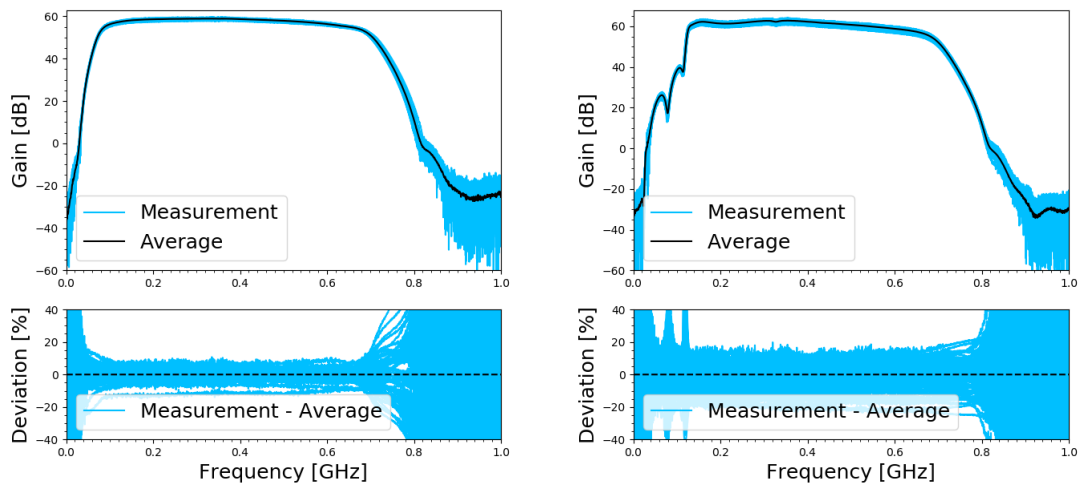 Gain [dB]
60
40
20
0
−20
−40
−60
Measurement
Average
0.0 0.2 0.4 0.6 0.8 1.0
Gain [dB]
60
40
20
0
−20
−40
−60
Measurement
Average
0.0 0.2 0.4 0.6 0.8 1.0
Deviation [%]
40
20
0
−20
−40
Measurement - Average
0.0 0.2 0.4 0.6 0.8 1.0
Frequency [GHz]
Deviation [%]
40
20
0
−20
−40
Measurement - Average
0.0 0.2 0.4 0.6 0.8 1.0
Frequency [GHz]